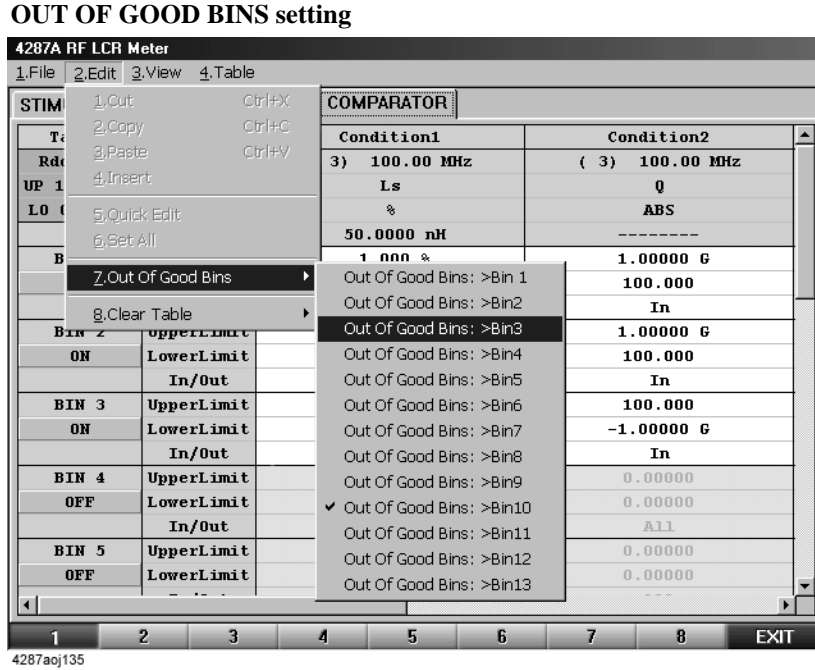 OUT OF GOOD BINS setting
4287A RF LCR Meter
1.File 2.Edit 3.View 4.Table
STIM COMPARATOR
1.Cut Ctrl+X
2.Copy Ctrl+C
3.Paste Ctrl+V
4.Insert
5.Quick Edit
6.Set All
7.Out Of Good Bins
8.Clear Table
Condition1 Condition2
3) 100.00 MHz ( 3) 100.00 MHz
UP 1 Ls Q
LO % ABS
50.0000 nH --------
B 1.000 % 1.00000 G
100.000
In
Out Of Good Bins: >Bin 1
Out Of Good Bins: >Bin2
Out Of Good Bins: >Bin3
Out Of Good Bins: >Bin4
Out Of Good Bins: >Bin5
Out Of Good Bins: >Bin6
Out Of Good Bins: >Bin7
Out Of Good Bins: >Bin8
Out Of Good Bins: >Bin9
✔ Out Of Good Bins: >Bin10
Out Of Good Bins: >Bin11
Out Of Good Bins: >Bin12
Out Of Good Bins: >Bin13
BIN 2 UpperLimit 1.00000 G
ON LowerLimit 100.000
In/Out In
BIN 3 UpperLimit 100.000
ON LowerLimit -1.00000 G
In/Out In
BIN 4 UpperLimit 0.00000
OFF LowerLimit 0.00000
In/Out All
BIN 5 UpperLimit 0.00000
OFF LowerLimit 0.00000
1 2 3 4 5 6 7 8 EXIT
4287aoj135